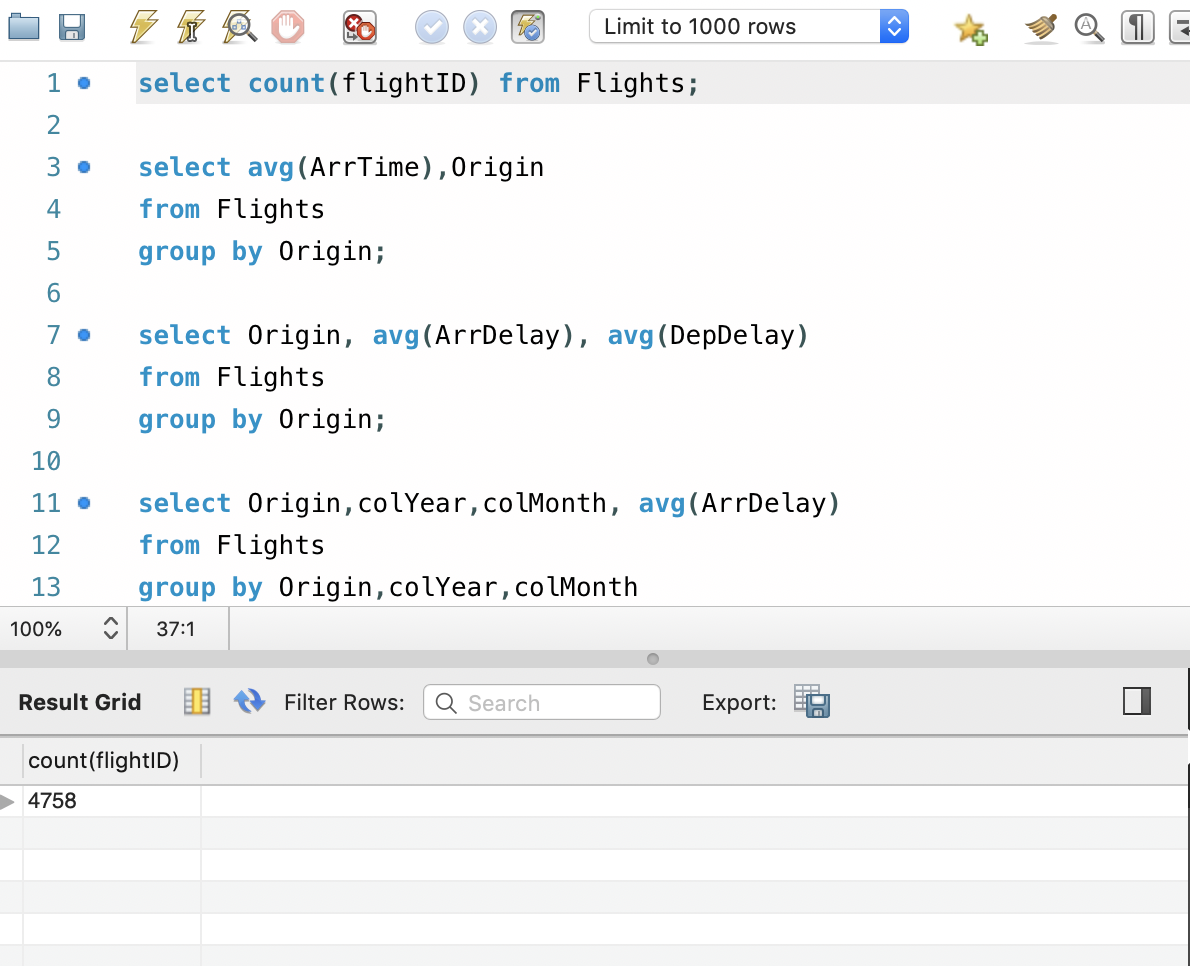 Limit to 1000 rows
1 select count(flightID) from Flights;
2
3 select avg(ArrTime),Origin
4 from Flights
5 group by Origin;
6
7 select Origin, avg(ArrDelay), avg(DepDelay)
8 from Flights
9 group by Origin;
10
11 select Origin,colYear,colMonth, avg(ArrDelay)
12 from Flights
13 group by Origin,colYear,colMonth
100% 37:1
Result Grid Filter Rows: Search Export:
count(flightID)
4758